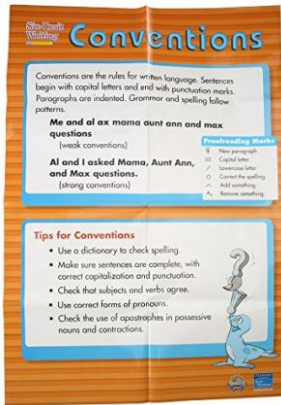 Six-Trait
Writing
Conventions
Conventions are the rules for written language. Sentences
begin with capital letters and end with punctuation marks.
Paragraphs are indented. Grammar and spelling follow
patterns.
Me and al ax mama aunt ann and max
questions
(weak conventions)
Al and I asked Mama, Aunt Ann,
and Max questions.
(strong conventions)
Proofreading Marks
New paragraph
Capital letter
Lowercase letter
Correct the spelling
Add something
Remove something
Tips for Conventions
• Use a dictionary to check spelling.
• Make sure sentences are complete, with
correct capitalization and punctuation.
• Check that subjects and verbs agree.
• Use correct forms of pronouns.
• Check the use of apostrophes in possessive
nouns and contractions.